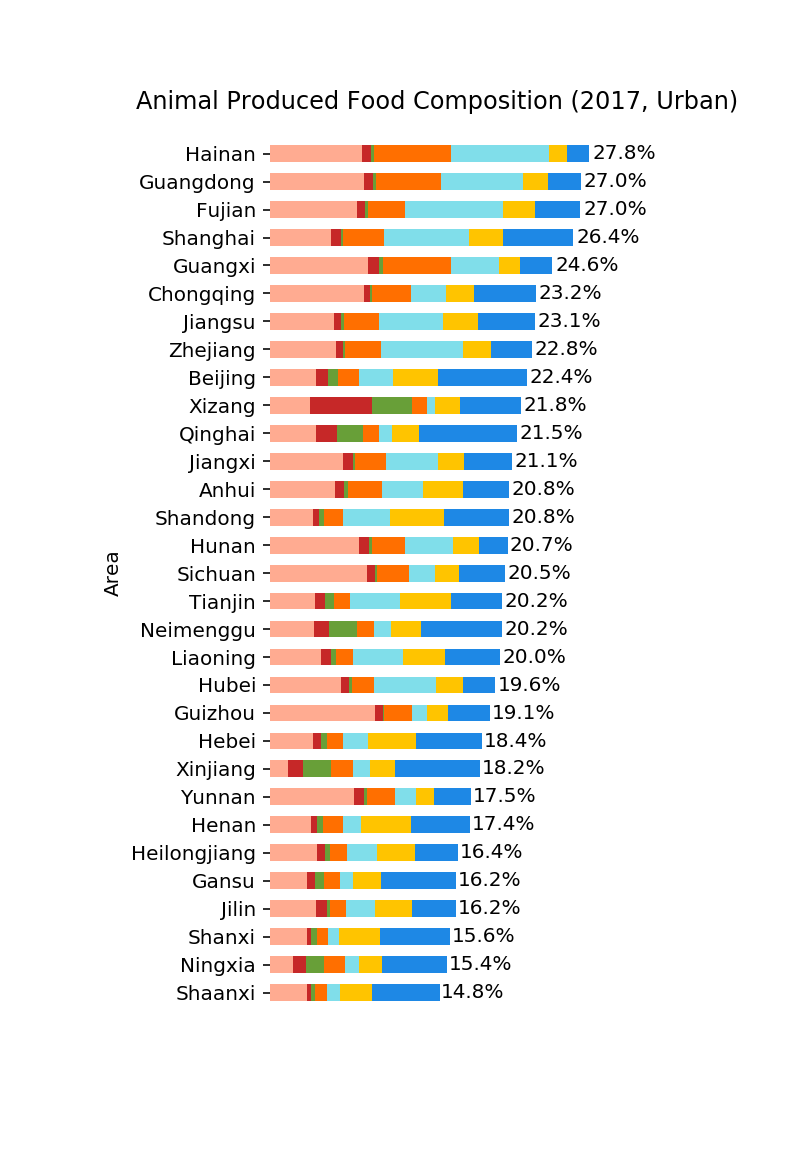 Animal Produced Food Composition (2017, Urban)
Hainan 27.8%
Guangdong 27.0%
Fujian 27.0%
Shanghai 26.4%
Guangxi 24.6%
Chongqing 23.2%
Jiangsu 23.1%
Zhejiang 22.8%
Beijing 22.4%
Xizang 21.8%
Qinghai 21.5%
Jiangxi 21.1%
Anhui 20.8%
Shandong 20.8%
Hunan 20.7%
Sichuan 20.5%
Tianjin 20.2%
Neimenggu 20.2%
Liaoning 20.0%
Hubei 19.6%
Guizhou 19.1%
Hebei 18.4%
Xinjiang 18.2%
Yunnan 17.5%
Henan 17.4%
Heilongjiang 16.4%
Gansu 16.2%
Jilin 16.2%
Shanxi 15.6%
Ningxia 15.4%
Shaanxi 14.8%
Area